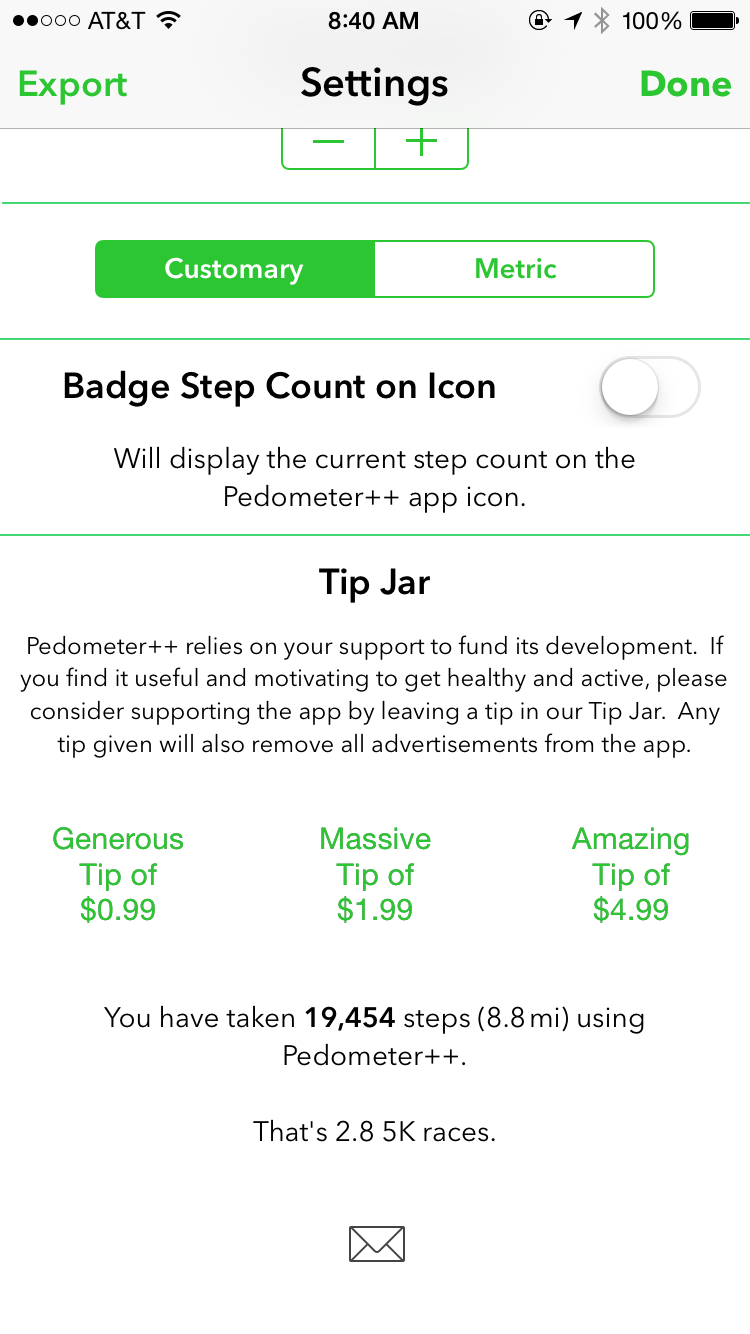 AT&T 8:40 AM 100%
Export Settings Done
− +
Customary Metric
Badge Step Count on Icon
Will display the current step count on the
Pedometer++ app icon.
Tip Jar
Pedometer++ relies on your support to fund its development.  If
you find it useful and motivating to get healthy and active, please
consider supporting the app by leaving a tip in our Tip Jar.  Any
tip given will also remove all advertisements from the app.
Generous Massive Amazing
Tip of Tip of Tip of
$0.99 $1.99 $4.99
You have taken 19,454 steps (8.8 mi) using
Pedometer++.
That's 2.8 5K races.